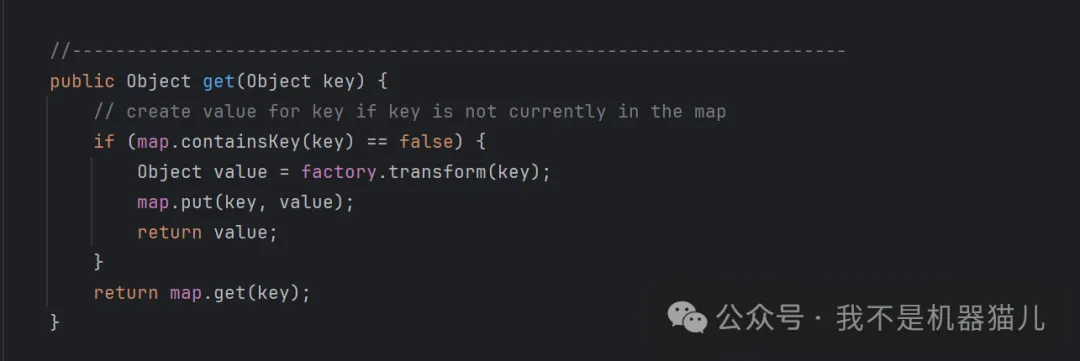 //-----------------------------------------------------------------------
public Object get(Object key) {
    // create value for key if key is not currently in the map
    if (map.containsKey(key) == false) {
        Object value = factory.transform(key);
        map.put(key, value);
        return value;
    }
    return map.get(key);
}
公众号 · 我不是机器猫儿